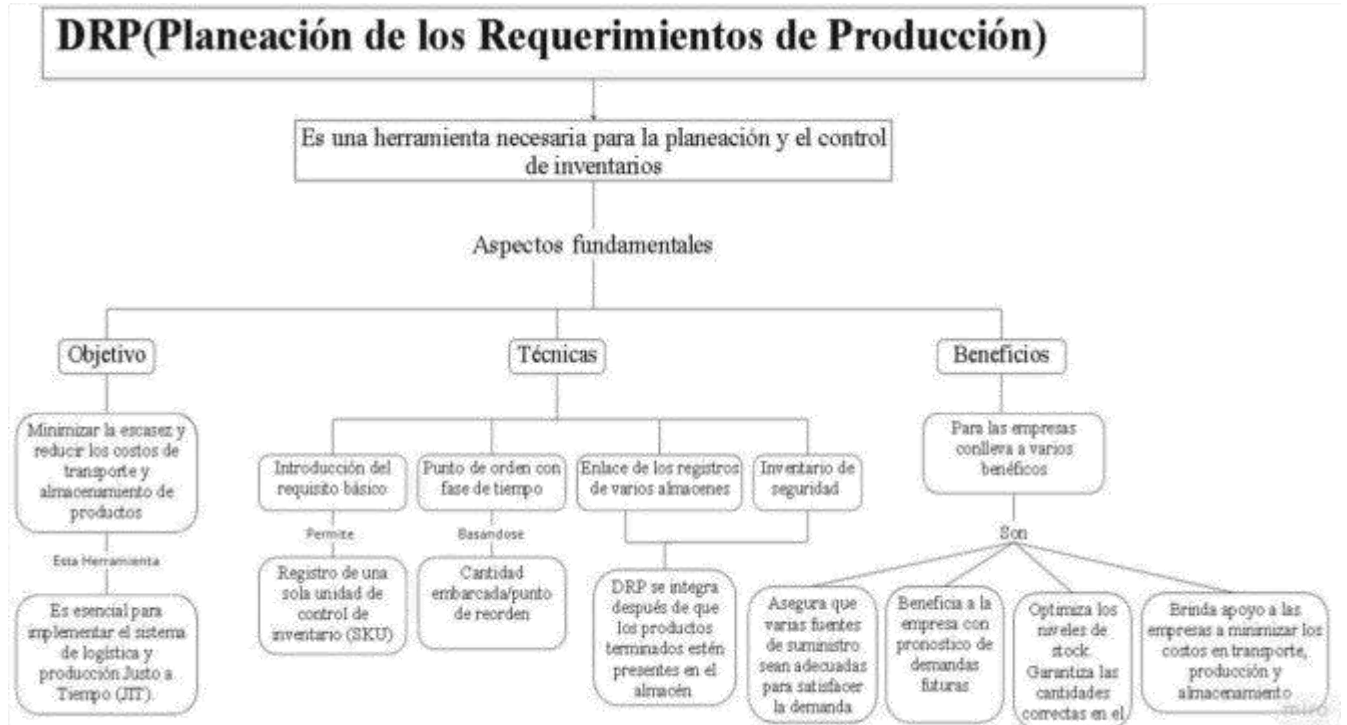 DRP(Planeación de los Requerimientos de Producción)
Es una herramienta necesaria para la planeación y el control
de inventarios
Aspectos fundamentales
Objetivo
Técnicas
Beneficios
Minimizar la escasez y
reducir los costos de
transporte y
almacenamiento de
productos
Esta Herramienta
Es esencial para
implementar el sistema
de logística y
producción Justo a
Tiempo (JIT).
Introducción del
requisito básico
Permite
Registro de una
sola unidad de
control de
inventario (SKU)
Punto de orden con
fase de tiempo
Basandose
Cantidad
embarcada/punto
de reorden
Enlace de los registros
de varios almacenes
Inventario de
seguridad
DRP se integra
después de que
los productos
terminados estén
presentes en el
almacén
Para las empresas
conlleva a varios
benéficos
Son
Asegura que
varias fuentes
de suministro
sean adecuadas
para satisfacer
la demanda
Beneficia a la
empresa con
pronostico de
demandas
futuras
Optimiza los
niveles de
stock.
Garantiza las
cantidades
correctas en el
Brinda apoyo a las
empresas a minimizar los
costos en transporte,
producción y
almacenamiento
miro